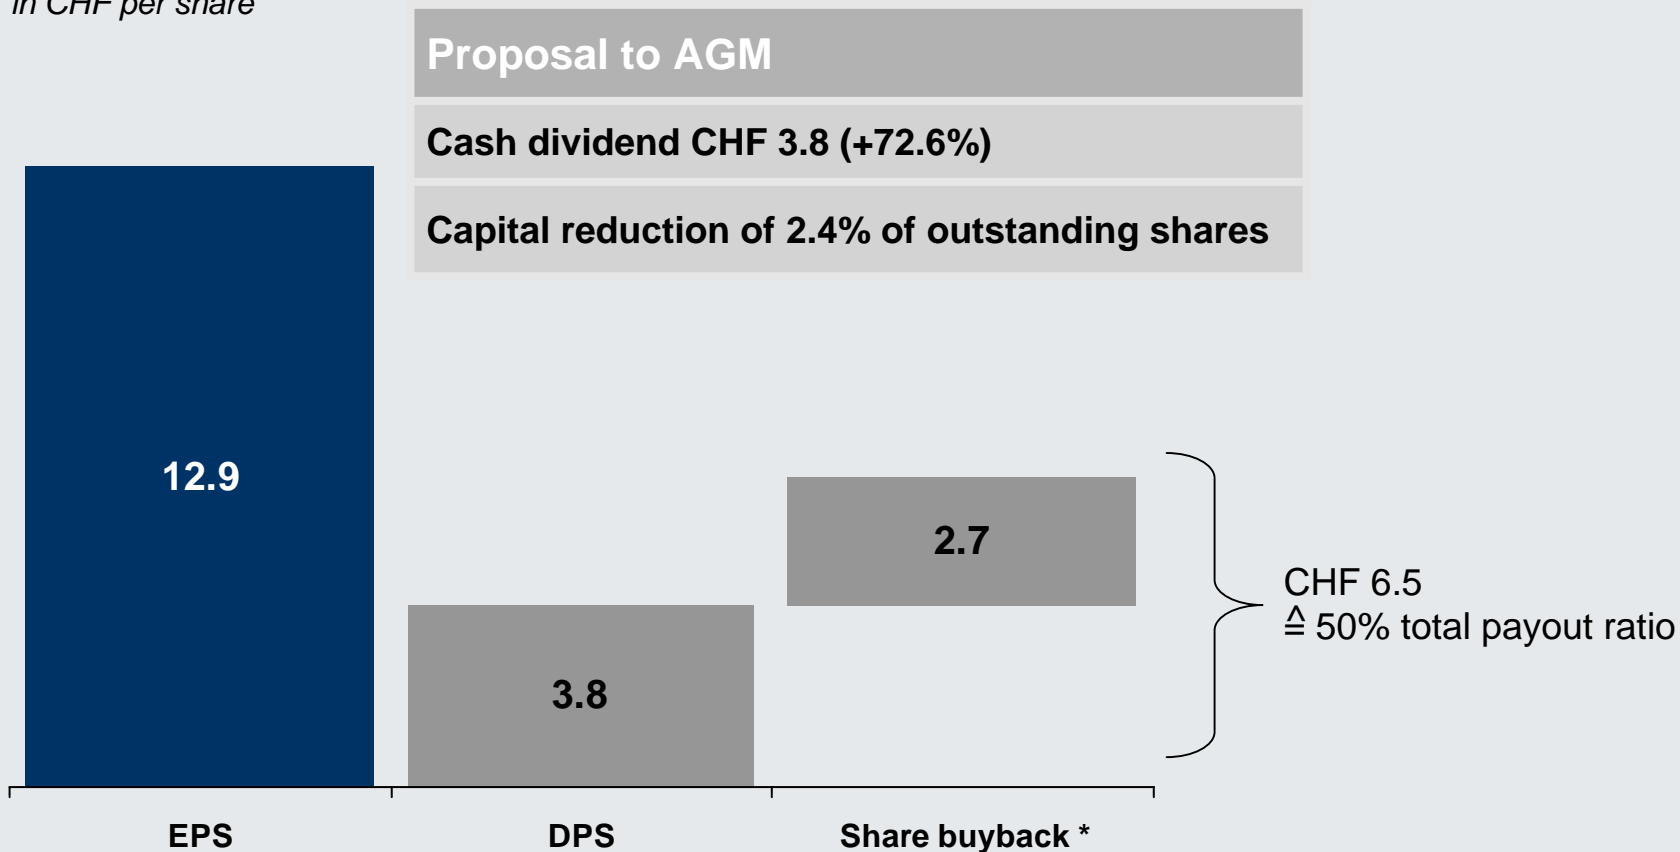 in CHF per share
Proposal to AGM
Cash dividend CHF 3.8 (+72.6%)
Capital reduction of 2.4% of outstanding shares
12.9
2.7
3.8
CHF 6.5
≙ 50% total payout ratio
EPS
DPS
Share buyback *